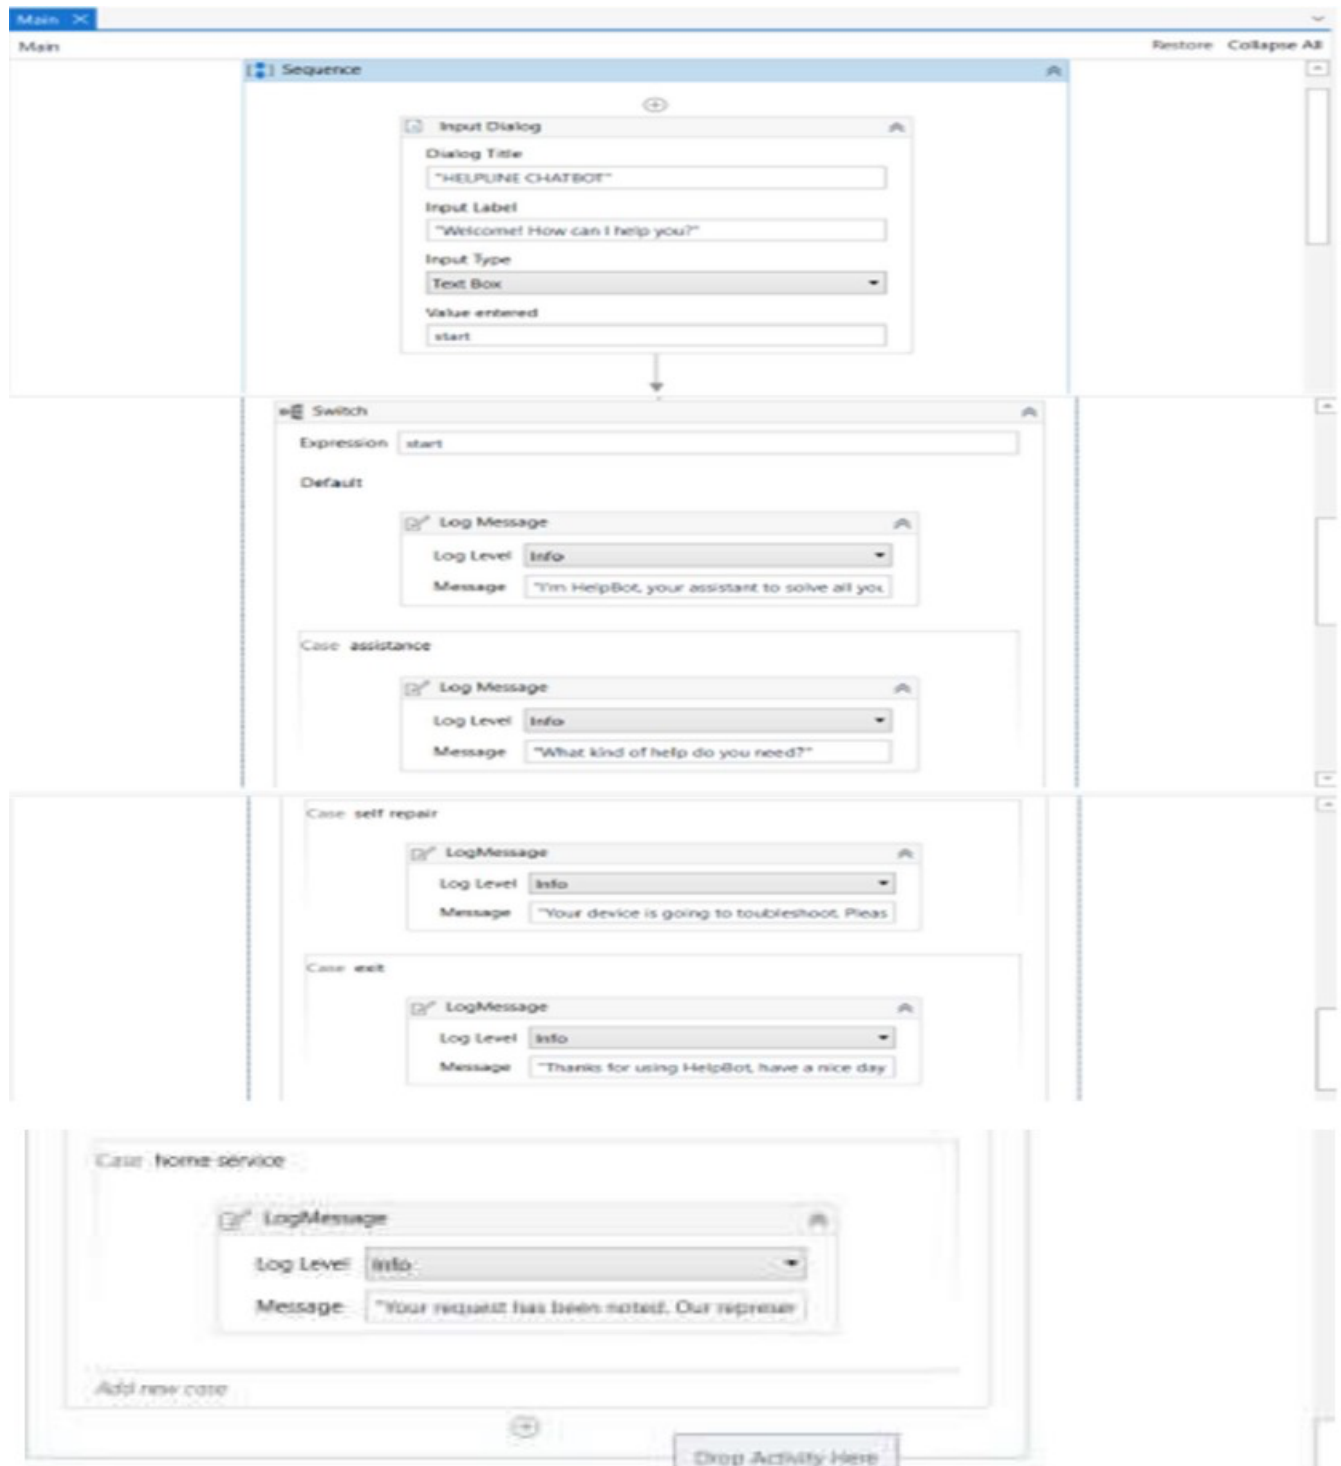 Main
Main Restore Collapse All
Sequence
Input Dialog
Dialog Title
"HELPLINE CHATBOT"
Input Label
"Welcome! How can I help you?"
Input Type
Text Box
Value entered
start
Switch
Expression start
Default
Log Message
Log Level Info
Message "I'm HelpBot, your assistant to solve all you
Case assistance
Log Message
Log Level Info
Message "What kind of help do you need?"
Case self repair
LogMessage
Log Level Info
Message "Your device is going to toubleshoot. Pleas
Case exit
LogMessage
Log Level Info
Message "Thanks for using HelpBot, have a nice day
Case home service
LogMessage
Log Level Info
Message "Your request has been noted. Our represer
Add new case
Drop Activity Here